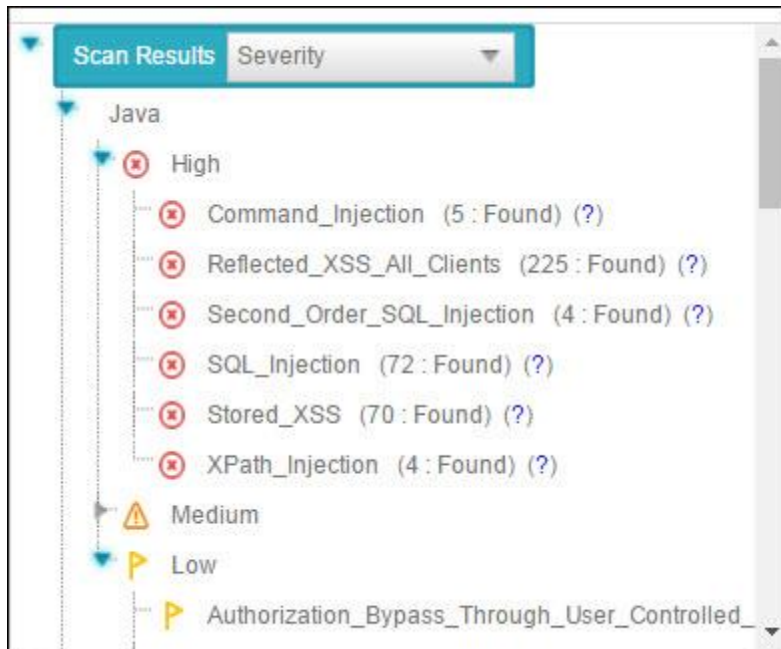 Scan Results Severity
Java
High
Command_Injection (5 : Found) (?)
Reflected_XSS_All_Clients (225 : Found) (?)
Second_Order_SQL_Injection (4 : Found) (?)
SQL_Injection (72 : Found) (?)
Stored_XSS (70 : Found) (?)
XPath_Injection (4 : Found) (?)
Medium
Low
Authorization_Bypass_Through_User_Controlled_